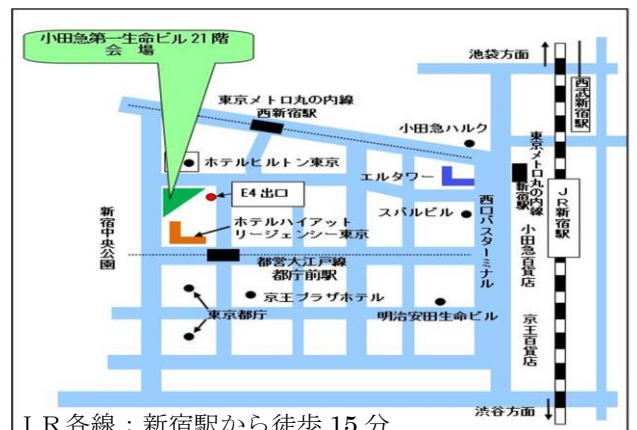 小田急第一生命ビル21階
会場
池袋方面
西武新宿駅
東京メトロ丸の内線
西新宿駅
小田急ハルク
ホテルヒルトン東京
エルタワー
東京メトロ丸の内線
新宿駅
JR新宿駅
E4出口
スバルビル
新宿中央公園
ホテルハイアット
リージェンシー東京
西口バスターミナル
小田急百貨店
都営大江戸線
都庁前駅
京王プラザホテル
東京都庁
明治安田生命ビル
京王百貨店
渋谷方面
JR各線:新宿駅から徒歩15分